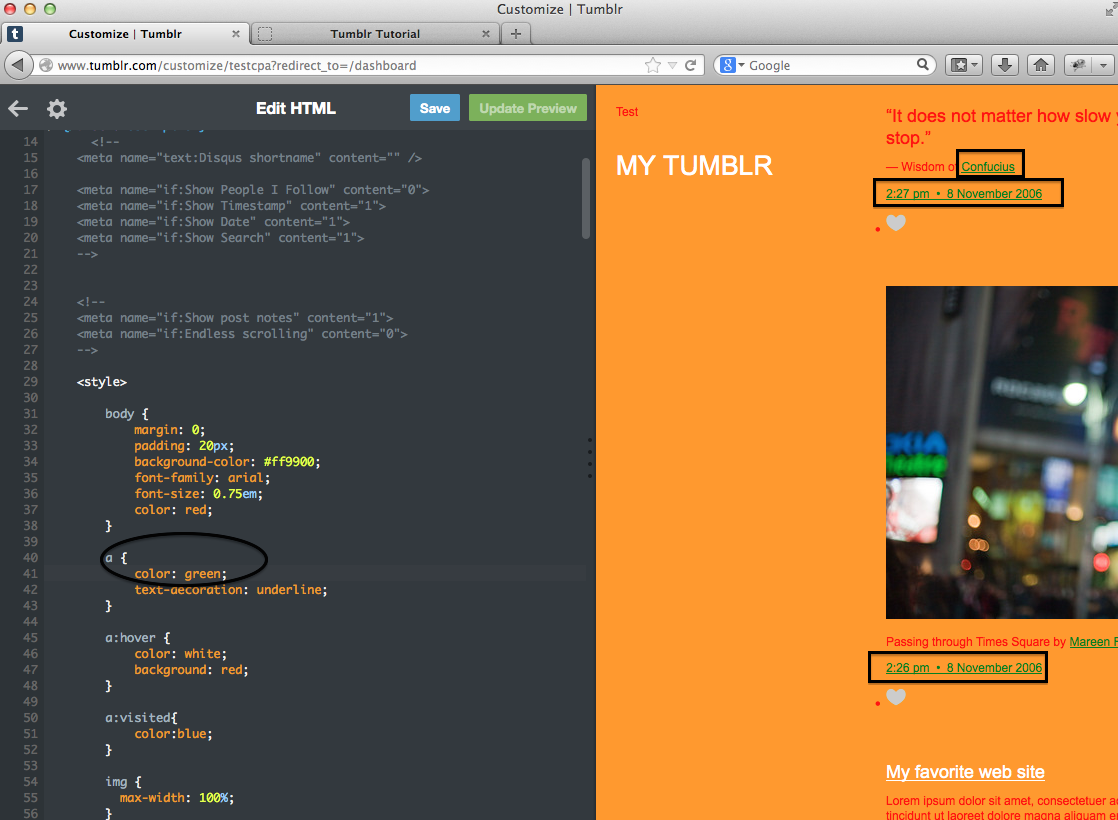 Customize | Tumblr
Customize | Tumblr
Tumblr Tutorial
www.tumblr.com/customize/testcpa?redirect_to=/dashboard
Google
Edit HTML
Save
Update Preview
14 <!--
15 <meta name="text:Disqus shortname" content="" />
16
17 <meta name="if:Show People I Follow" content="0">
18 <meta name="if:Show Timestamp" content="1">
19 <meta name="if:Show Date" content="1">
20 <meta name="if:Show Search" content="1">
21 -->
22
23
24 <!--
25 <meta name="if:Show post notes" content="1">
26 <meta name="if:Endless scrolling" content="0">
27 -->
28
29 <style>
30
31 body {
32 margin: 0;
33 padding: 20px;
34 background-color: #ff9900;
35 font-family: arial;
36 font-size: 0.75em;
37 color: red;
38 }
39
40 a {
41 color: green;
42 text-decoration: underline;
43 }
44
45 a:hover {
46 color: white;
47 background: red;
48 }
49
50 a:visited{
51 color:blue;
52 }
53
54 img {
55 max-width: 100%;
56 }
Test
MY TUMBLR
“It does not matter how slow
stop.”
— Wisdom of Confucius
2:27 pm • 8 November 2006
Passing through Times Square by Mareen
2:26 pm • 8 November 2006
My favorite web site
Lorem ipsum dolor sit amet, consectetuer
tincidunt ut laoreet dolore magna aliquam